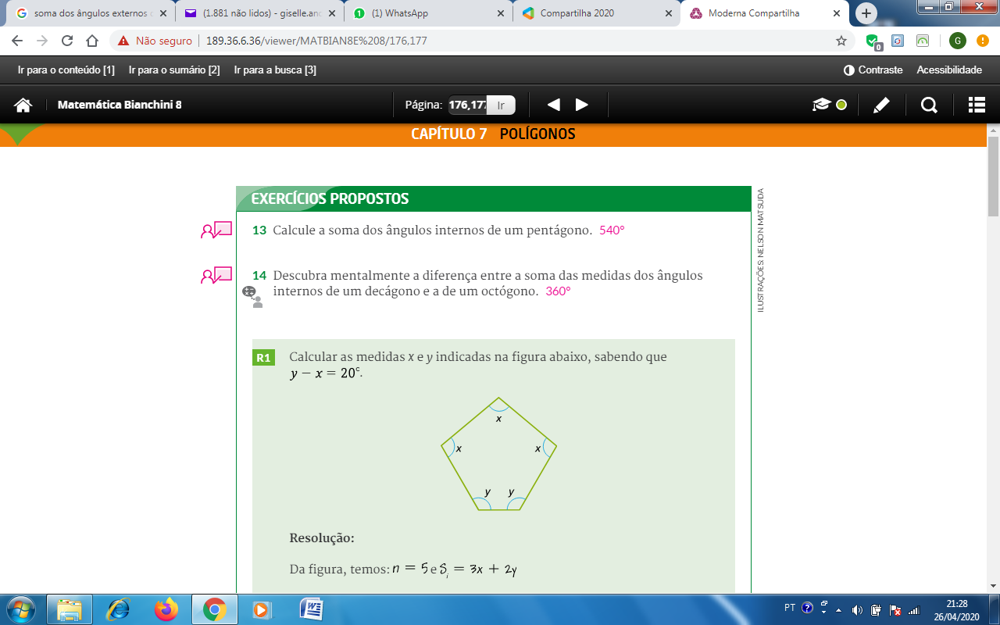 soma dos ângulos externos
(1.881 não lidos) - giselle.and
(1) WhatsApp
Compartilha 2020
Moderna Compartilha
Não seguro
189.36.6.36/viewer/MATBIAN8E%208/176,177
0
G
Ir para o conteúdo [1] Ir para o sumário [2] Ir para a busca [3]
Contraste Acessibilidade
Matemática Bianchini 8
Página: 176,177 Ir
CAPÍTULO 7 POLÍGONOS
EXERCÍCIOS PROPOSTOS
ILUSTRAÇÕES: NELSON MATSUDA
13 Calcule a soma dos ângulos internos de um pentágono. 540°
14 Descubra mentalmente a diferença entre a soma das medidas dos ângulos
internos de um decágono e a de um octógono. 360°
R1 Calcular as medidas x e y indicadas na figura abaixo, sabendo que
y − x = 20°.
x
x x
y y
Resolução:
Da figura, temos: n = 5 e Si = 3x + 2y
PT
21:28
26/04/2020